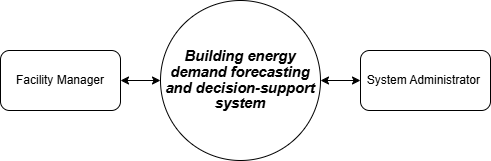 Facility Manager
Building energy
demand forecasting
and decision-support
system
System Administrator